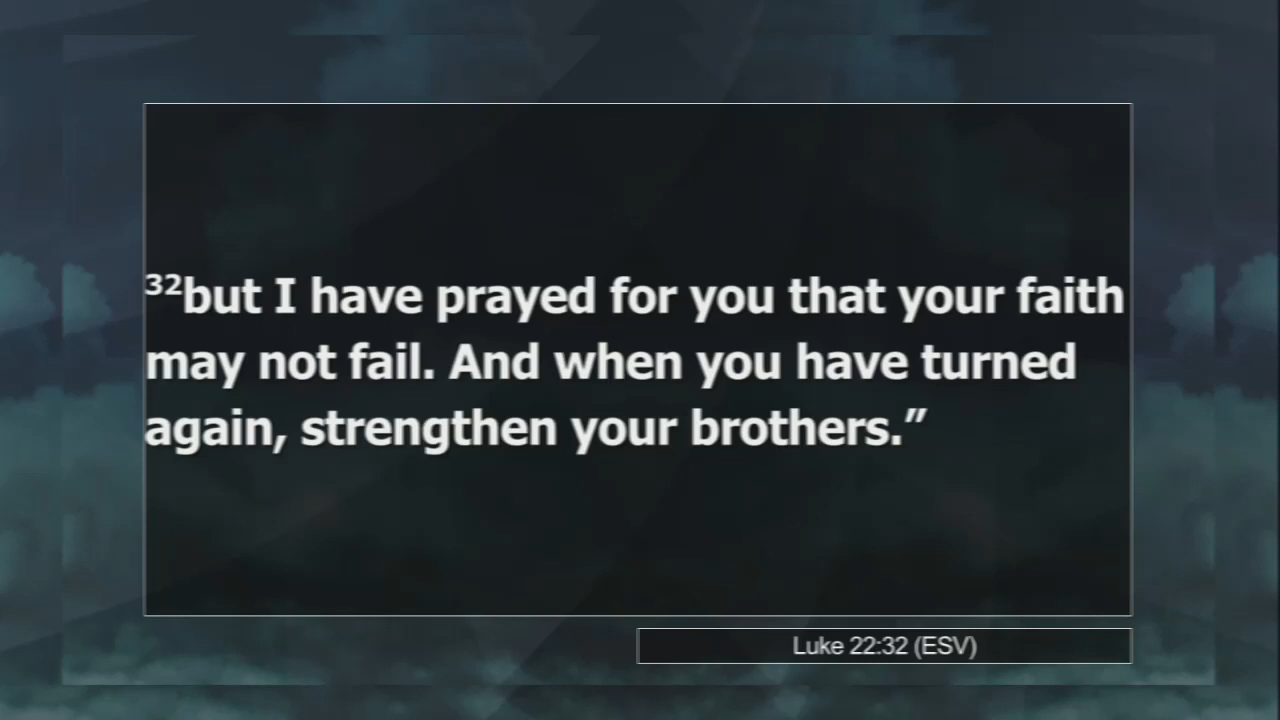 32but I have prayed for you that your faith
may not fail. And when you have turned
again, strengthen your brothers.”
Luke 22:32 (ESV)